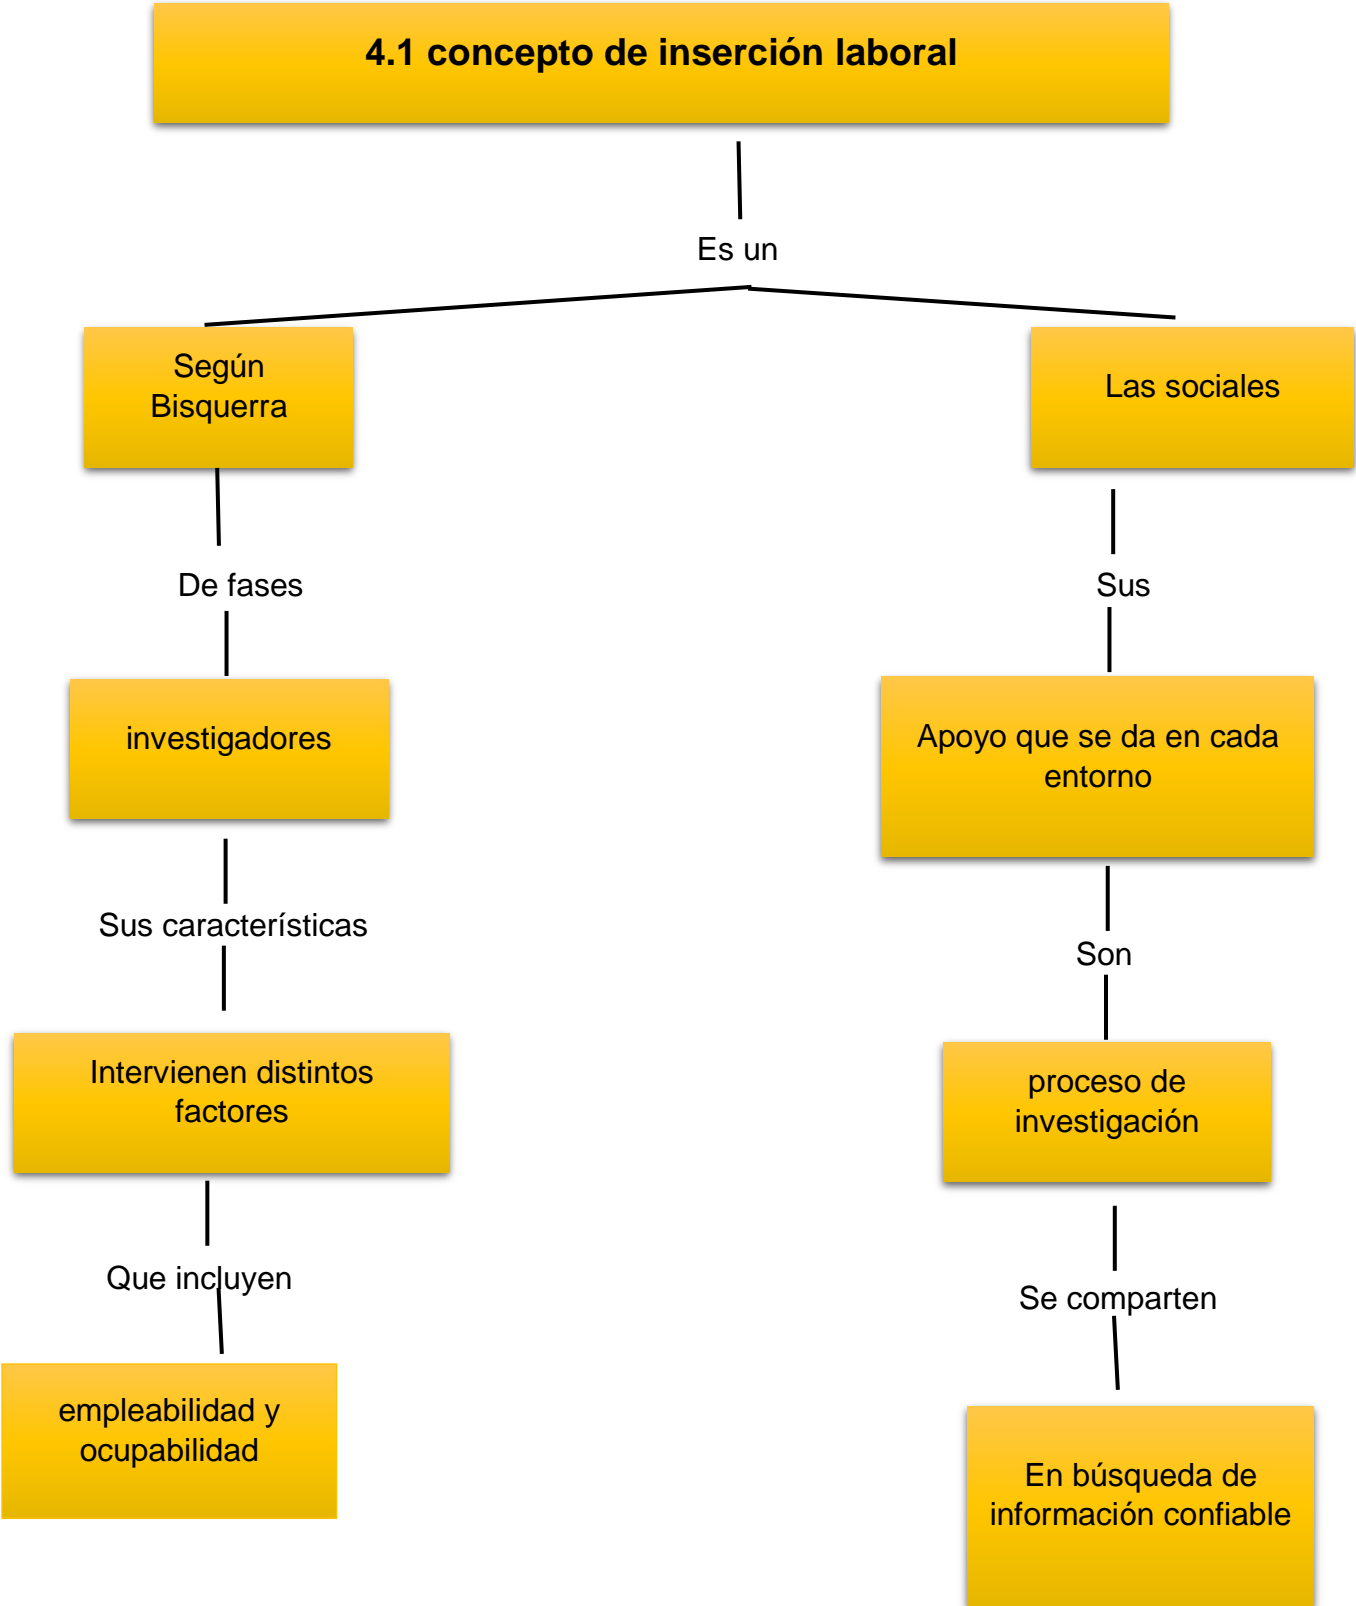 4.1 concepto de inserción laboral
Es un
Según
Bisquerra
Las sociales
De fases
Sus
investigadores
Apoyo que se da en cada
entorno
Sus características
Son
Intervienen distintos
factores
proceso de
investigación
Que incluyen
Se comparten
empleabilidad y
ocupabilidad
En búsqueda de
información confiable